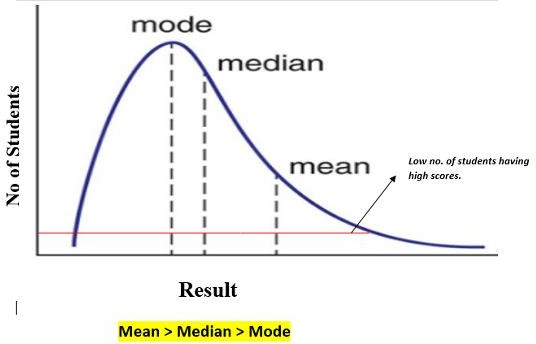 mode
median
mean
Low no. of students having
high scores.
No of Students
Result
Mean > Median > Mode